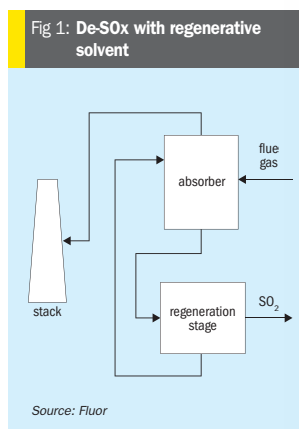 Fig 1: De-SOx with regenerative
solvent
flue
gas
absorber
SO₂
regeneration
stage
stack
Source: Fluor